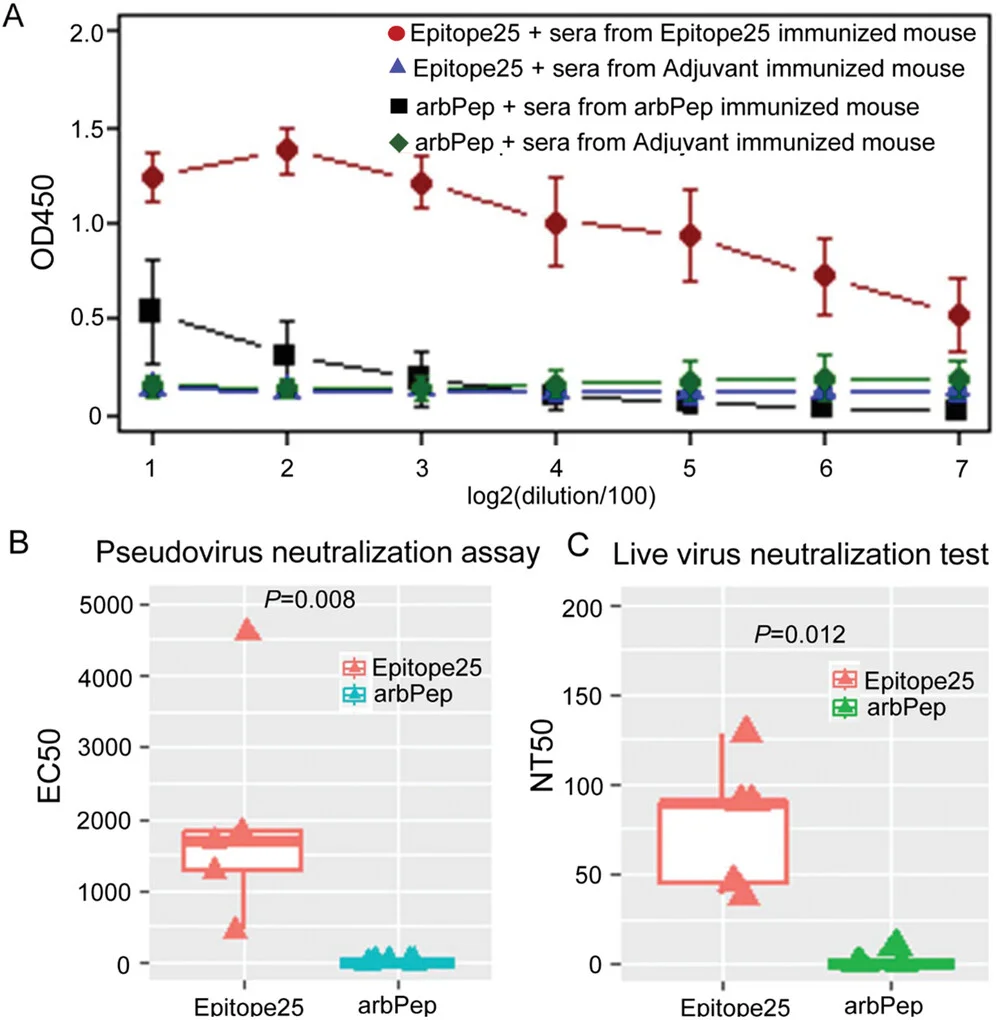 A
2.0
1.5
1.0
0.5
0
OD450
Epitope25 + sera from Epitope25 immunized mouse
Epitope25 + sera from Adjuvant immunized mouse
arbPep + sera from arbPep immunized mouse
arbPep + sera from Adjuvant immunized mouse
1 2 3 4 5 6 7
log2(dilution/100)
B
Pseudovirus neutralization assay
P=0.008
5000
4000
3000
2000
1000
0
EC50
Epitope25
arbPep
Epitope25 arbPep
C
Live virus neutralization test
P=0.012
200
150
100
50
0
NT50
Epitope25
arbPep
Epitope25 arbPep